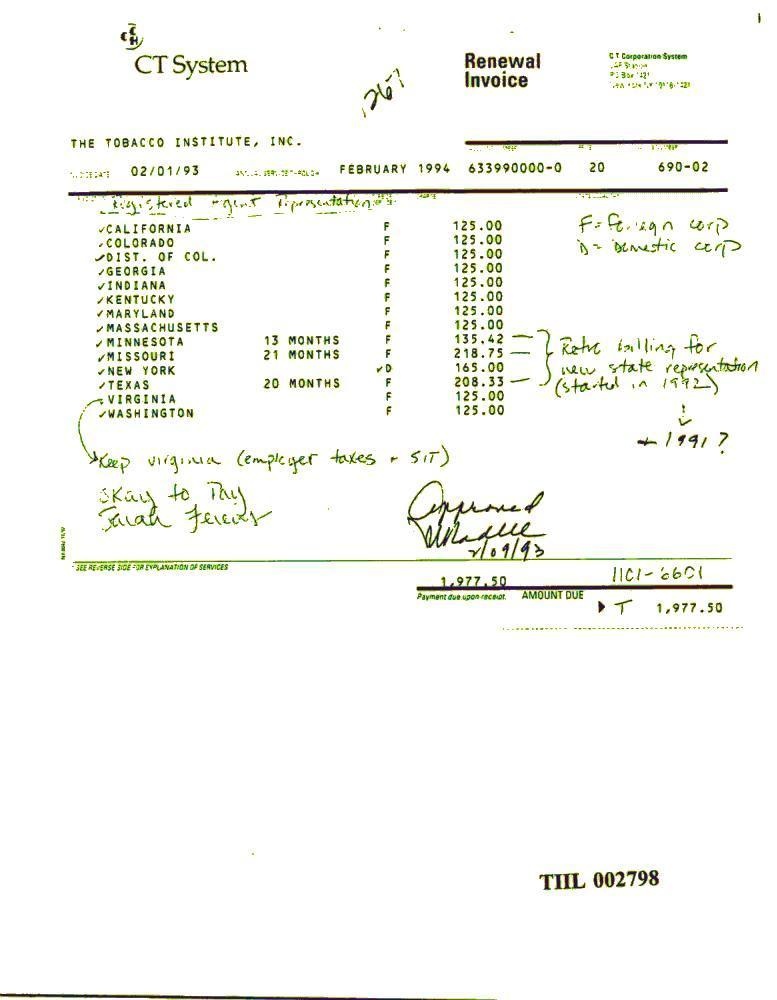 CT System
Renewal
Invoice
C T Corporation System
P.O. Box 1421
1267
THE TOBACCO INSTITUTE, INC.
02/01/93 FEBRUARY 1994 633990000-0 20 690-02
Registered Agent Representation
✓CALIFORNIA F 125.00 F= Foreign corp
✓COLORADO F 125.00 D= Domestic corp
✓DIST. OF COL. F 125.00
✓GEORGIA F 125.00
✓INDIANA F 125.00
✓KENTUCKY F 125.00
✓MARYLAND F 125.00
✓MASSACHUSETTS F 125.00
✓MINNESOTA 13 MONTHS F 135.42
✓MISSOURI 21 MONTHS F 218.75
✓NEW YORK ✓D 165.00
✓TEXAS 20 MONTHS F 208.33
VIRGINIA F 125.00
✓WASHINGTON F 125.00
Retro billing for
new state representation
(started in 1992)
1991?
Keep virginia (employer taxes + SIT)
Okay to Pay
Sarah
Approved
2/09/93
* SEE REVERSE SIDE FOR EXPLANATION OF SERVICES
1,977.50 1101-6601
Payment due upon receipt. AMOUNT DUE T 1,977.50
TIIL 002798